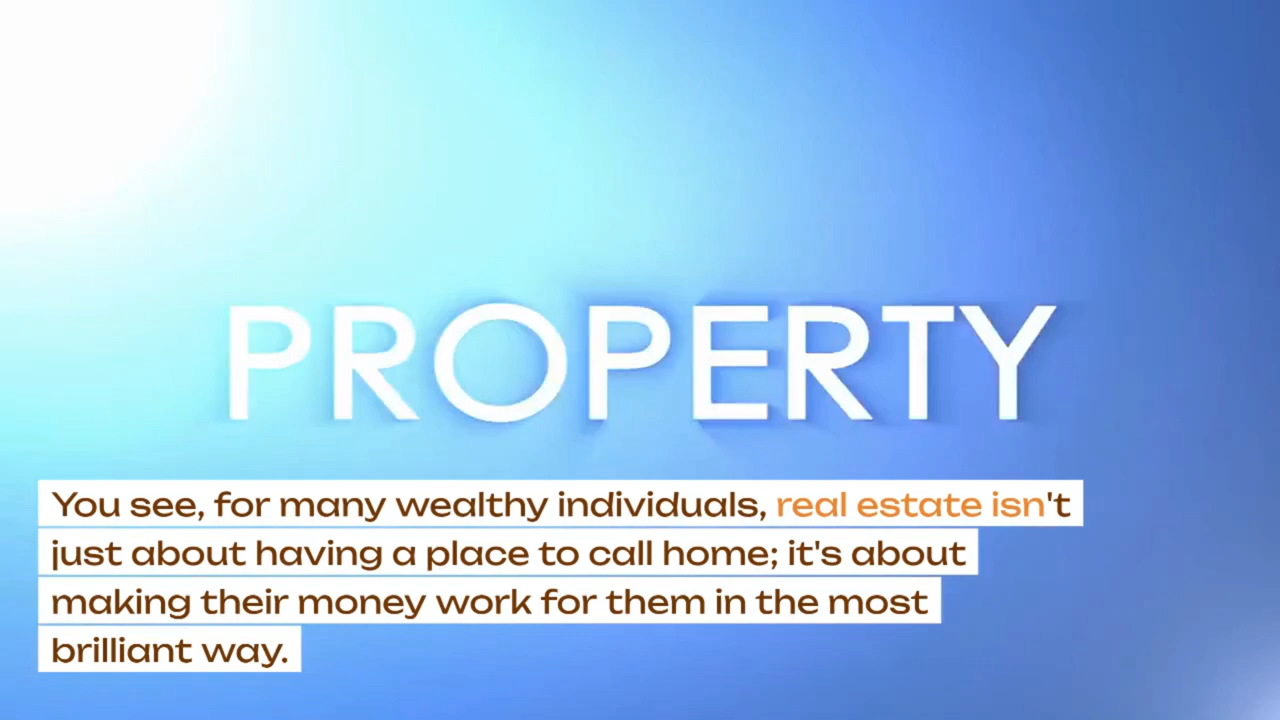 PROPERTY
You see, for many wealthy individuals, real estate isn't
just about having a place to call home; it's about
making their money work for them in the most
brilliant way.